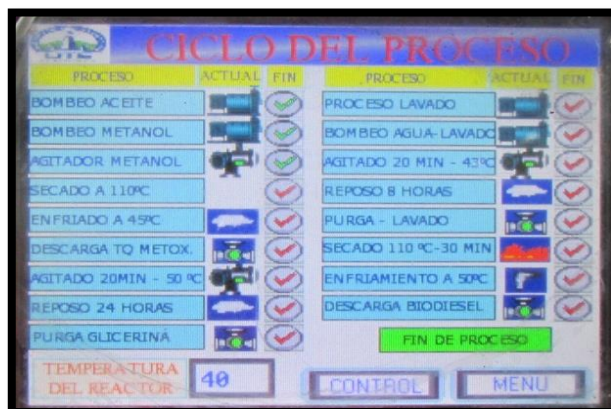 CICLO DEL PROCESO
PROCESO ACTUAL FIN
BOMBEO ACEITE
BOMBEO METANOL
AGITADOR METANOL
SECADO A 110ºC
ENFRIADO A 45ºC
DESCARGA TQ METOX.
AGITADO 20MIN - 50 ºC
REPOSO 24 HORAS
PURGA GLICERINA
PROCESO ACTUAL FIN
PROCESO LAVADO
BOMBEO AGUA-LAVADO
AGITADO 20 MIN - 43ºC
REPOSO 8 HORAS
PURGA - LAVADO
SECADO 110 ºC-30 MIN
ENFRIAMIENTO A 50ºC
DESCARGA BIODIESEL
FIN DE PROCESO
TEMPERATURA
DEL REACTOR
40
CONTROL
MENU